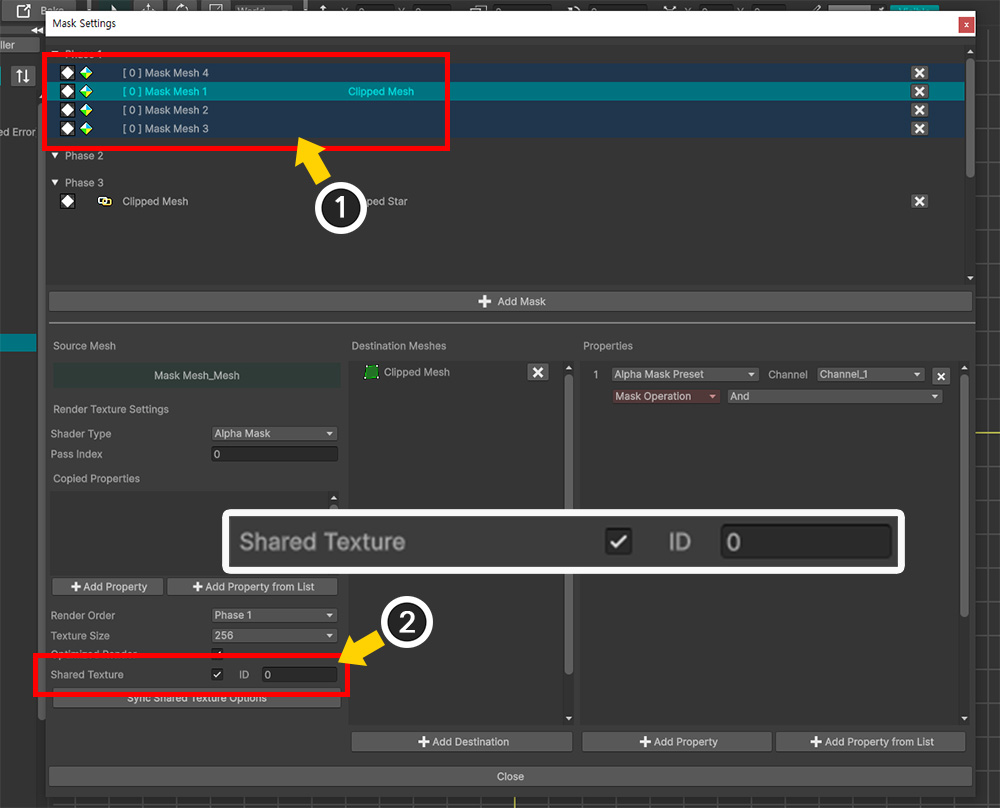 Mask Settings
x
ller
ed Error
[ 0 ] Mask Mesh 4
[ 0 ] Mask Mesh 1 Clipped Mesh
[ 0 ] Mask Mesh 2
[ 0 ] Mask Mesh 3
▼ Phase 2
▼ Phase 3
1
Clipped Mesh ped Star
Add Mask
Source Mesh Destination Meshes Properties
Mask Mesh_Mesh Clipped Mesh 1 Alpha Mask Preset Channel Channel_1
Mask Operation And
Render Texture Settings
Shader Type Alpha Mask
Pass Index 0
Copied Properties
Shared Texture ID 0
Add Property Add Property from List
Render Order Phase 1
2
Texture Size 256
Optimized Render
Shared Texture ID 0
Sync Shared Texture Options
Add Destination Add Property Add Property from List
Close